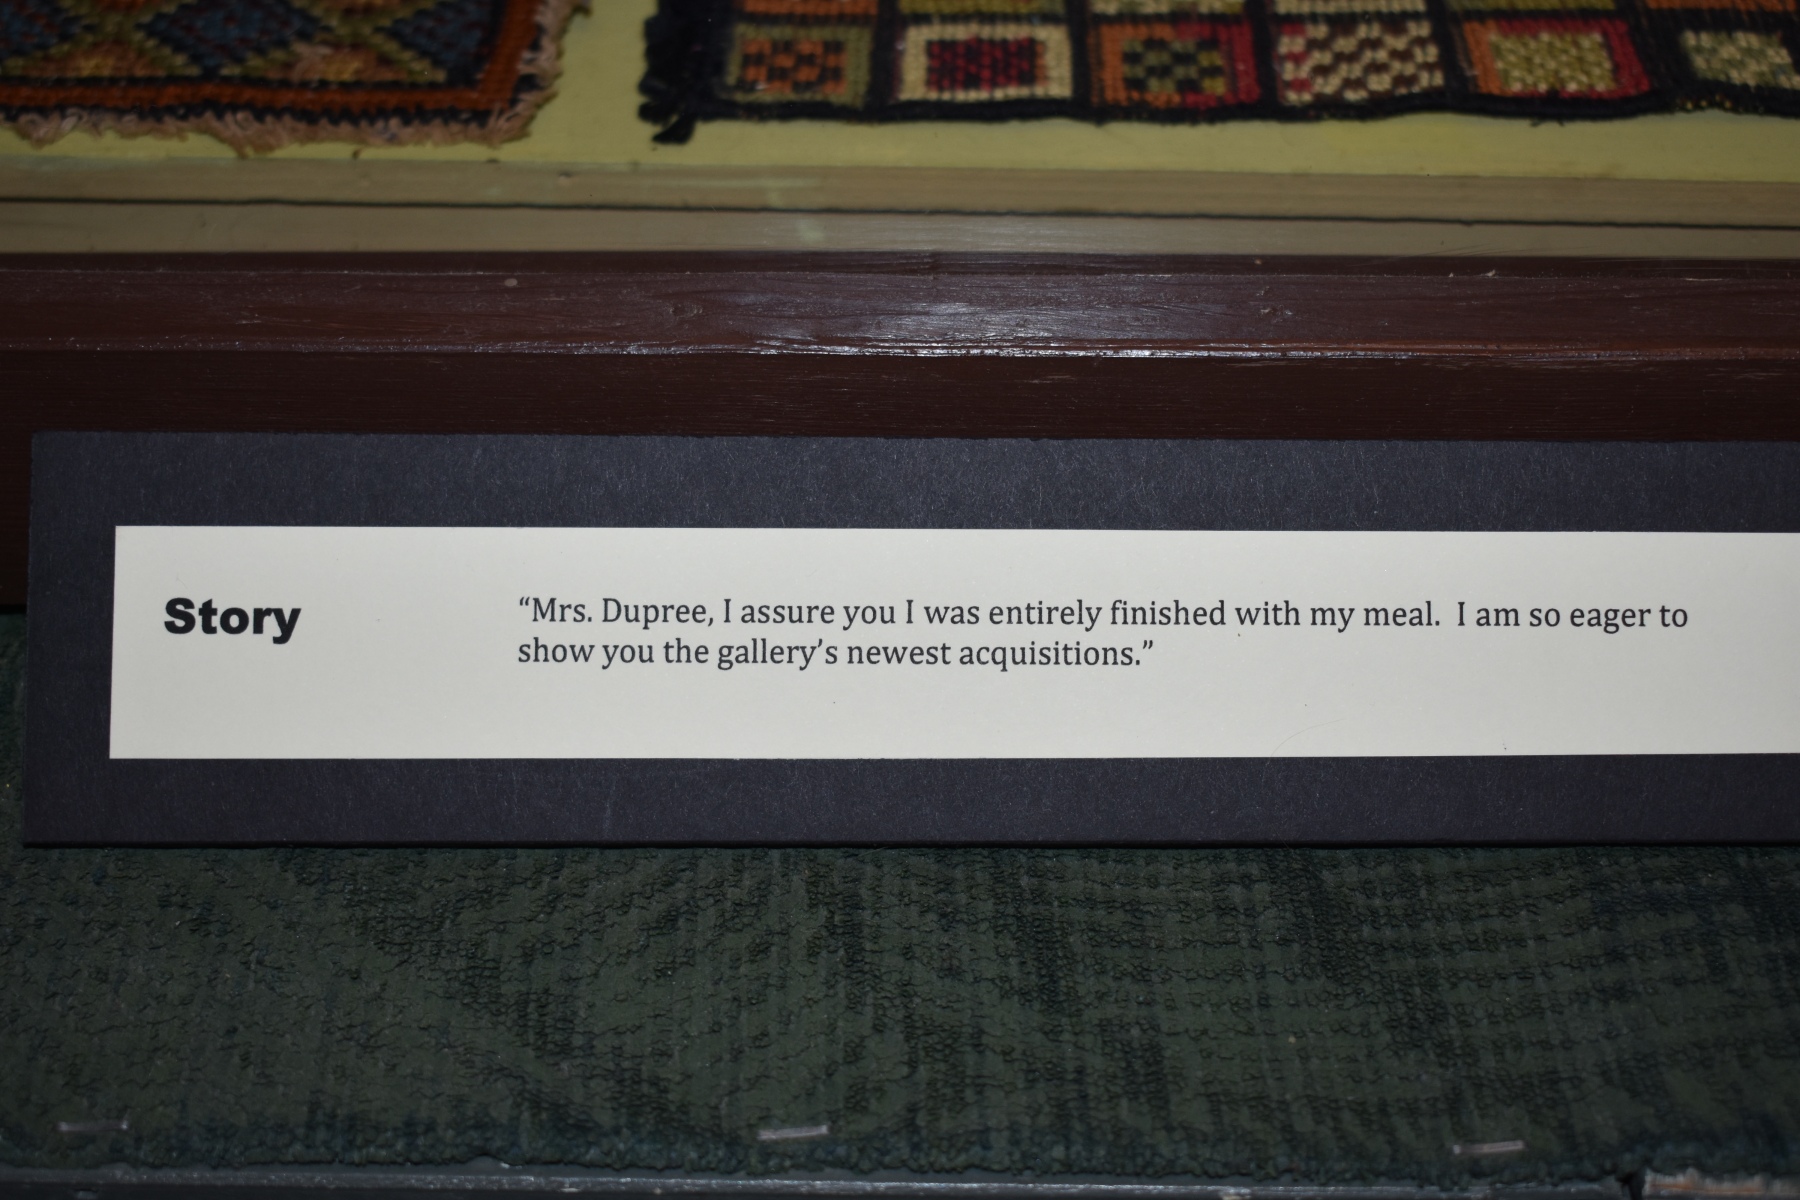 Story
“Mrs. Dupree, I assure you I was entirely finished with my meal.  I am so eager to
show you the gallery’s newest acquisitions.”